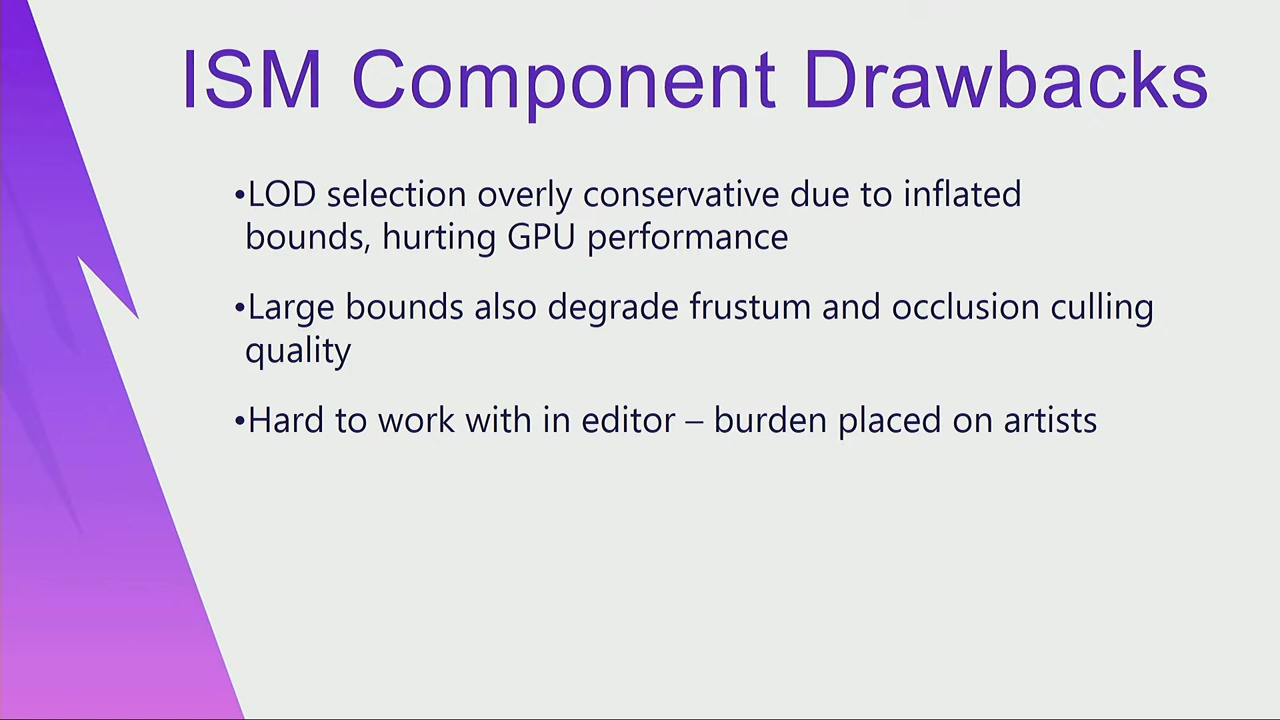 ISM Component Drawbacks
•LOD selection overly conservative due to inflated
bounds, hurting GPU performance
•Large bounds also degrade frustum and occlusion culling
quality
•Hard to work with in editor – burden placed on artists